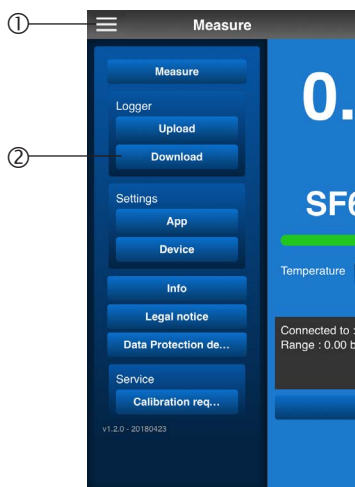 ① Measure
Measure
Logger
Upload
② Download
Settings
App
Device
Info
Legal notice
Data Protection de...
Service
Calibration req...
v1.2.0 - 20180423
0.
SF6
Temperature
Connected to :
Range : 0.00 b